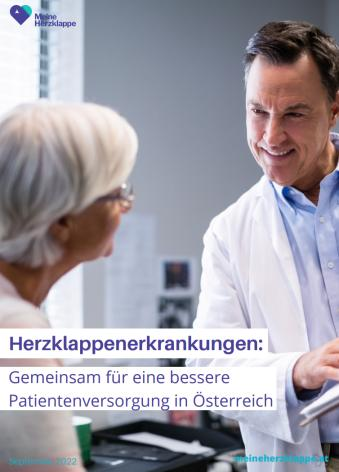 Meine
Herzklappe
Herzklappenerkrankungen:
Gemeinsam für eine bessere
Patientenversorgung in Österreich
September 2022
meineherzklappe.at